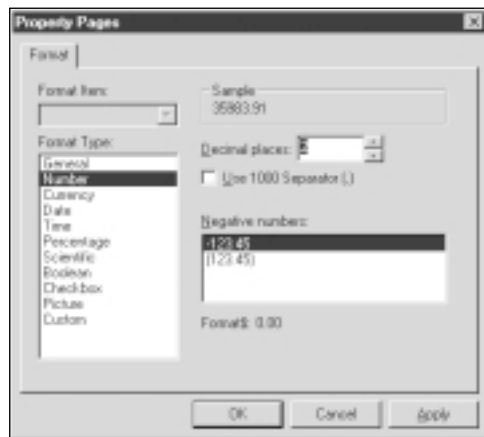 Property Pages
Format
Format Item:
Format Type:
General
Number
Currency
Date
Time
Percentage
Scientific
Boolean
Checkbox
Picture
Custom
Sample
35983.91
Decimal places:
Use 1000 Separator (,)
Negative numbers:
-123.45
(123.45)
Format$: 0.00
OK
Cancel
Apply